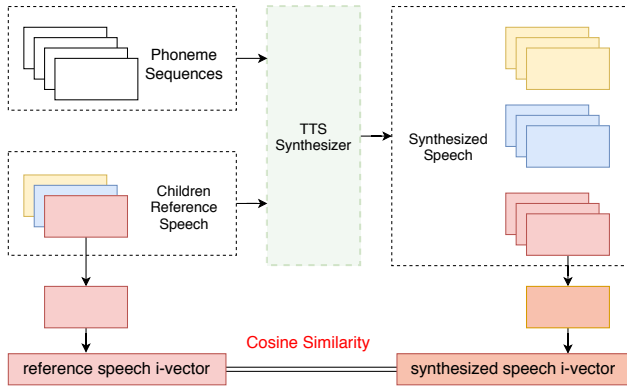 Phoneme
Sequences
TTS
Synthesizer
Synthesized
Speech
Children
Reference
Speech
Cosine Similarity
reference speech i-vector
synthesized speech i-vector